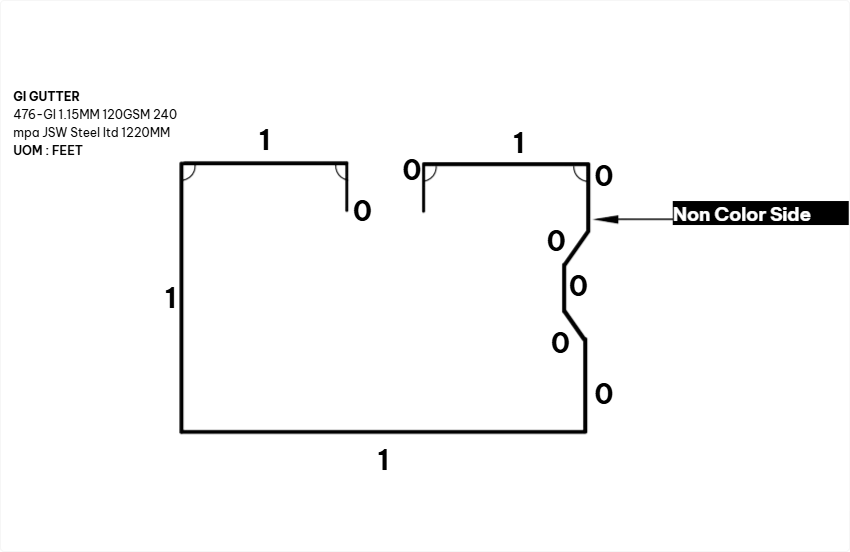 GI GUTTER
476-GI 1.15MM 120GSM 240
mpa JSW Steel ltd 1220MM
UOM : FEET
1
1
0
0
0
Non Color Side
0
0
1
0
0
1